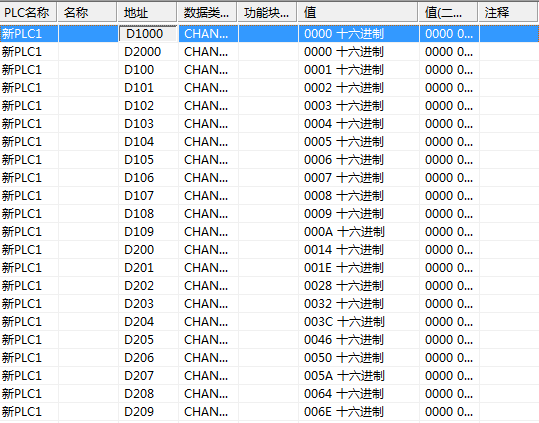 PLC名称 名称 地址 数据类... 功能块... 值 值(二... 注释
新PLC1 D1000 CHAN... 0000 十六进制 0000 0...
新PLC1 D2000 CHAN... 0000 十六进制 0000 0...
新PLC1 D100 CHAN... 0001 十六进制 0000 0...
新PLC1 D101 CHAN... 0002 十六进制 0000 0...
新PLC1 D102 CHAN... 0003 十六进制 0000 0...
新PLC1 D103 CHAN... 0004 十六进制 0000 0...
新PLC1 D104 CHAN... 0005 十六进制 0000 0...
新PLC1 D105 CHAN... 0006 十六进制 0000 0...
新PLC1 D106 CHAN... 0007 十六进制 0000 0...
新PLC1 D107 CHAN... 0008 十六进制 0000 0...
新PLC1 D108 CHAN... 0009 十六进制 0000 0...
新PLC1 D109 CHAN... 000A 十六进制 0000 0...
新PLC1 D200 CHAN... 0014 十六进制 0000 0...
新PLC1 D201 CHAN... 001E 十六进制 0000 0...
新PLC1 D202 CHAN... 0028 十六进制 0000 0...
新PLC1 D203 CHAN... 0032 十六进制 0000 0...
新PLC1 D204 CHAN... 003C 十六进制 0000 0...
新PLC1 D205 CHAN... 0046 十六进制 0000 0...
新PLC1 D206 CHAN... 0050 十六进制 0000 0...
新PLC1 D207 CHAN... 005A 十六进制 0000 0...
新PLC1 D208 CHAN... 0064 十六进制 0000 0...
新PLC1 D209 CHAN... 006E 十六进制 0000 0...